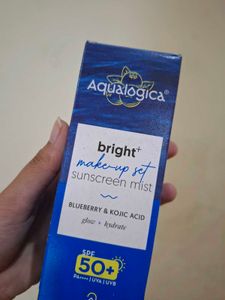 Aqualogica®
bright+
make-up set
sunscreen mist
BLUEBERRY & KOJIC ACID
glow + hydrate
SPF
50+
PA++++ | UVA | UVB